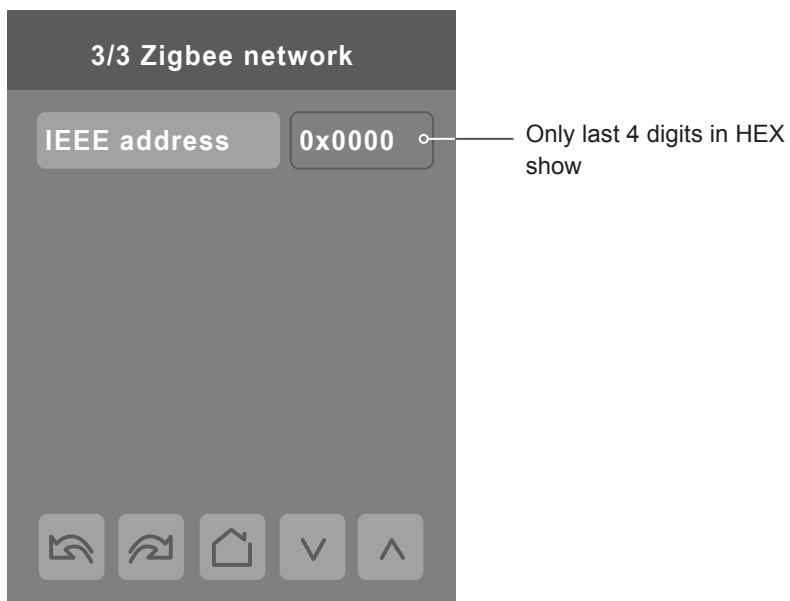 3/3 Zigbee network
IEEE address 0x0000
Only last 4 digits in HEX
show